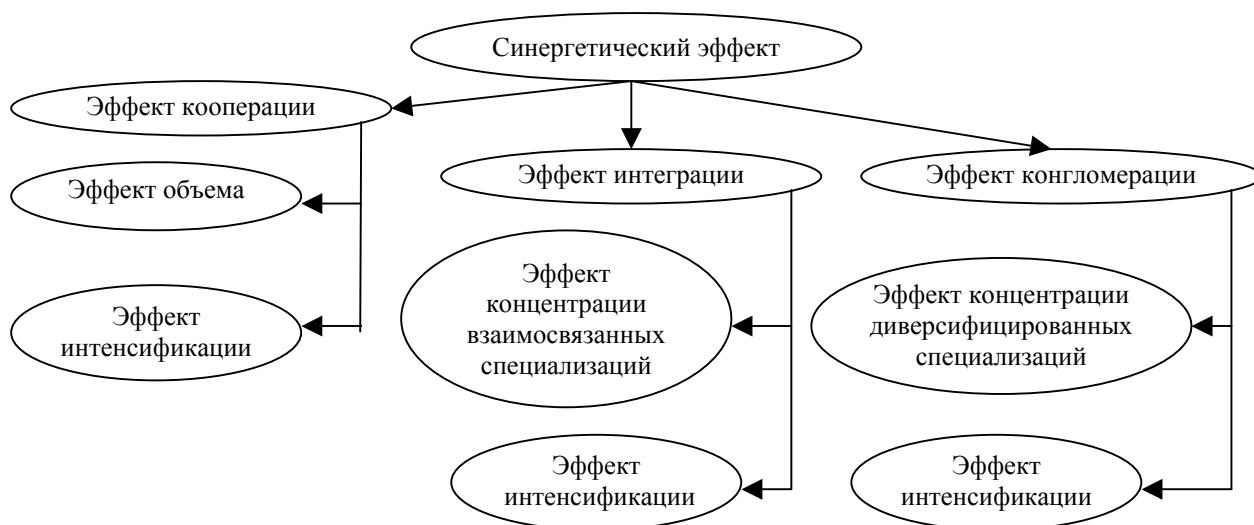 Синергетический эффект
Эффект кооперации
Эффект объема
Эффект
интенсификации
Эффект интеграции
Эффект
концентрации
взаимосвязанных
специализаций
Эффект
интенсификации
Эффект конгломерации
Эффект концентрации
диверсифицированных
специализаций
Эффект
интенсификации